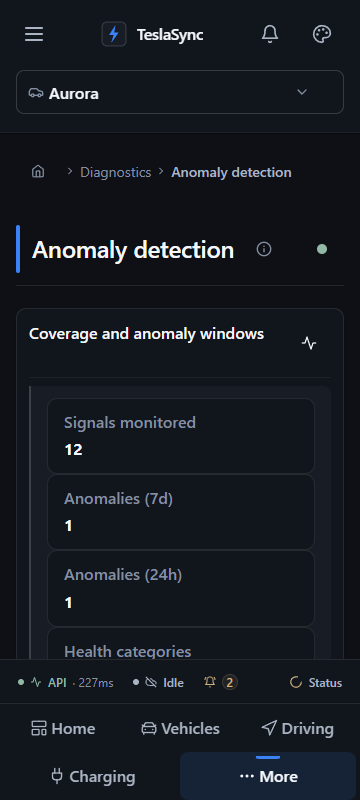 TeslaSync
Aurora
Diagnostics
Anomaly detection
Anomaly detection
Coverage and anomaly windows
Signals monitored
12
Anomalies (7d)
1
Anomalies (24h)
1
Health categories
API · 227ms Idle 2 Status
Home Vehicles Driving
Charging More